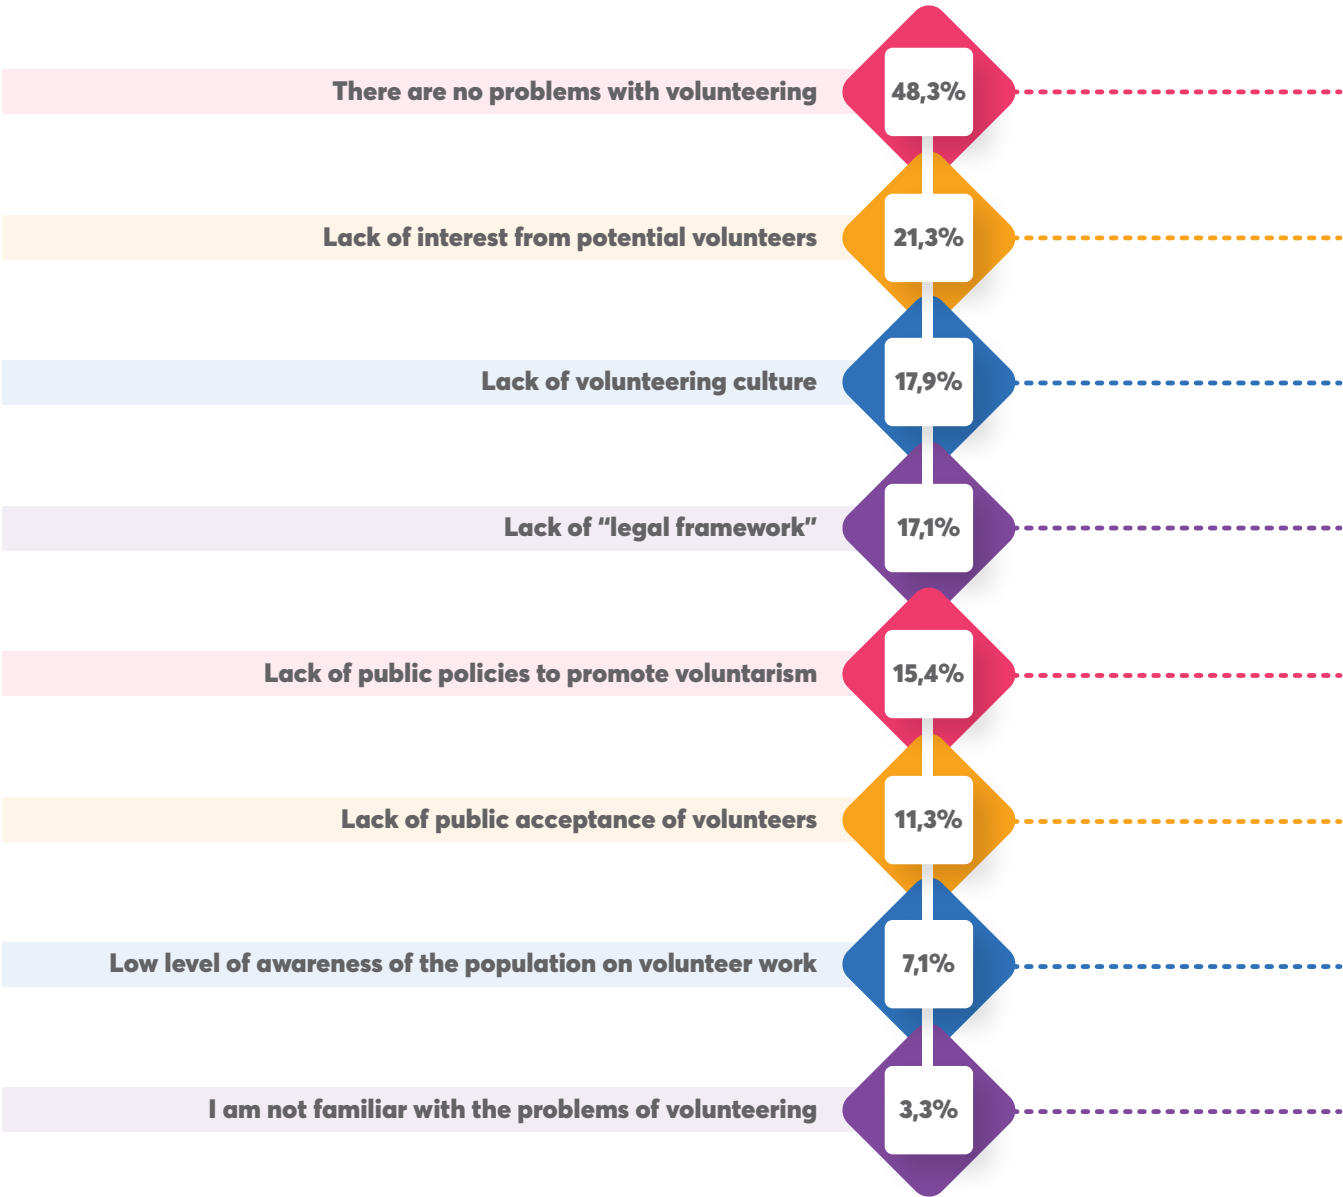 There are no problems with volunteering 48,3%
Lack of interest from potential volunteers 21,3%
Lack of volunteering culture 17,9%
Lack of “legal framework” 17,1%
Lack of public policies to promote voluntarism 15,4%
Lack of public acceptance of volunteers 11,3%
Low level of awareness of the population on volunteer work 7,1%
I am not familiar with the problems of volunteering 3,3%